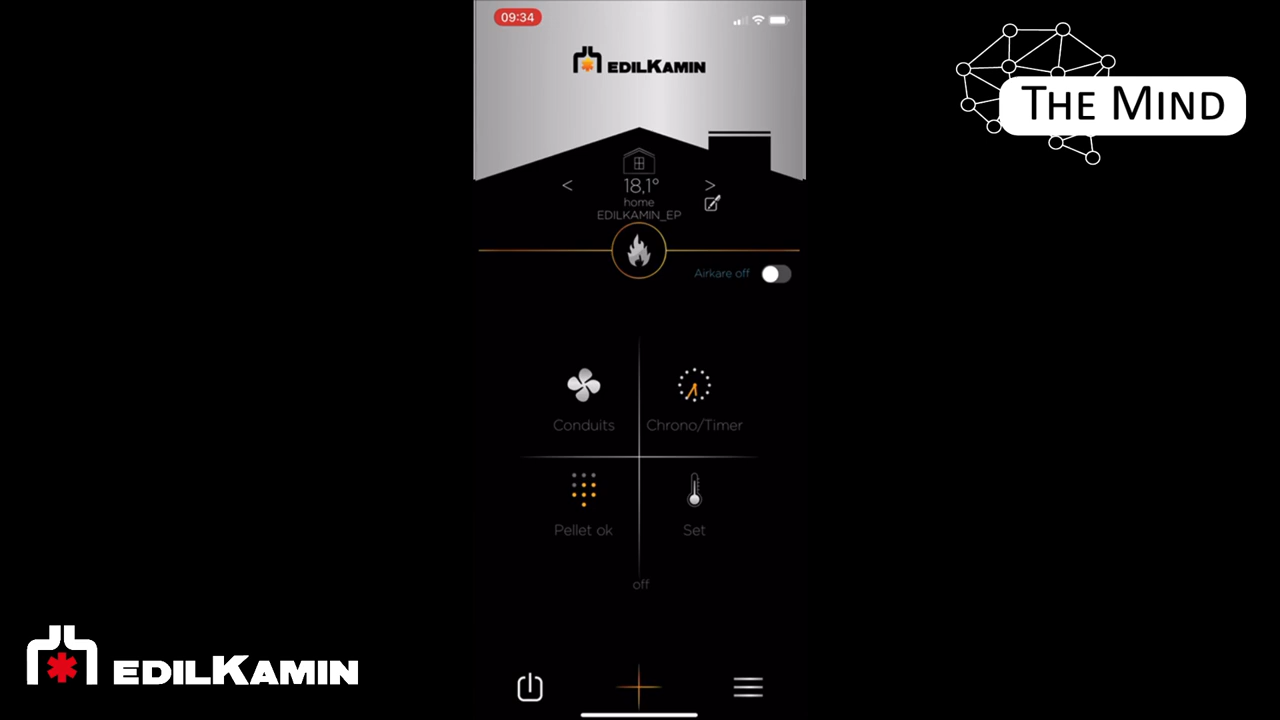 09:34
EDILKAMIN
THE MIND
<
18,1°
>
home
EDILKAMIN_EP
Airkare off
Conduits
Chrono/Timer
Pellet ok
Set
off
EDILKAMIN